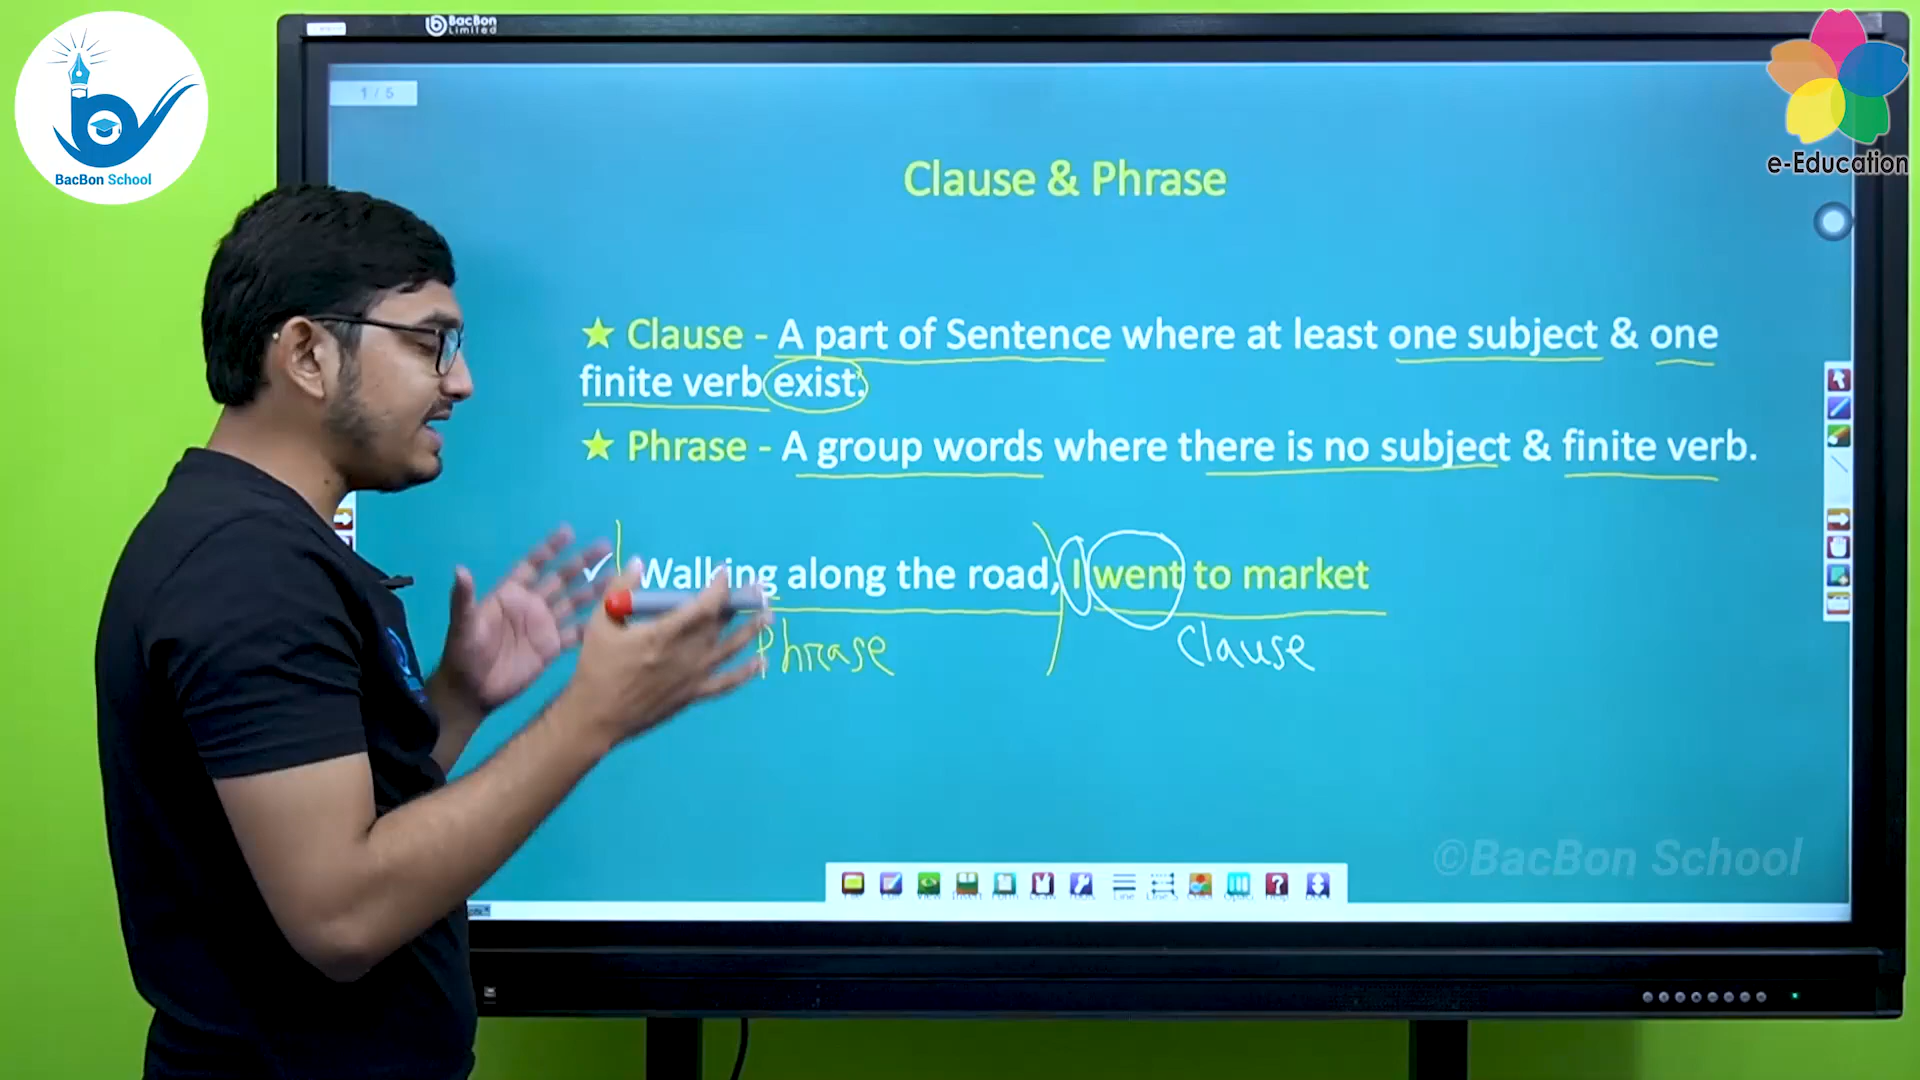 BacBon
Limited
BacBon School
e-Education
1 / 5
Clause & Phrase
★ Clause - A part of Sentence where at least one subject & one
finite verb exist.
★ Phrase - A group words where there is no subject & finite verb.
✓ Walking along the road, I went to market
Phrase
Clause
©BacBon School